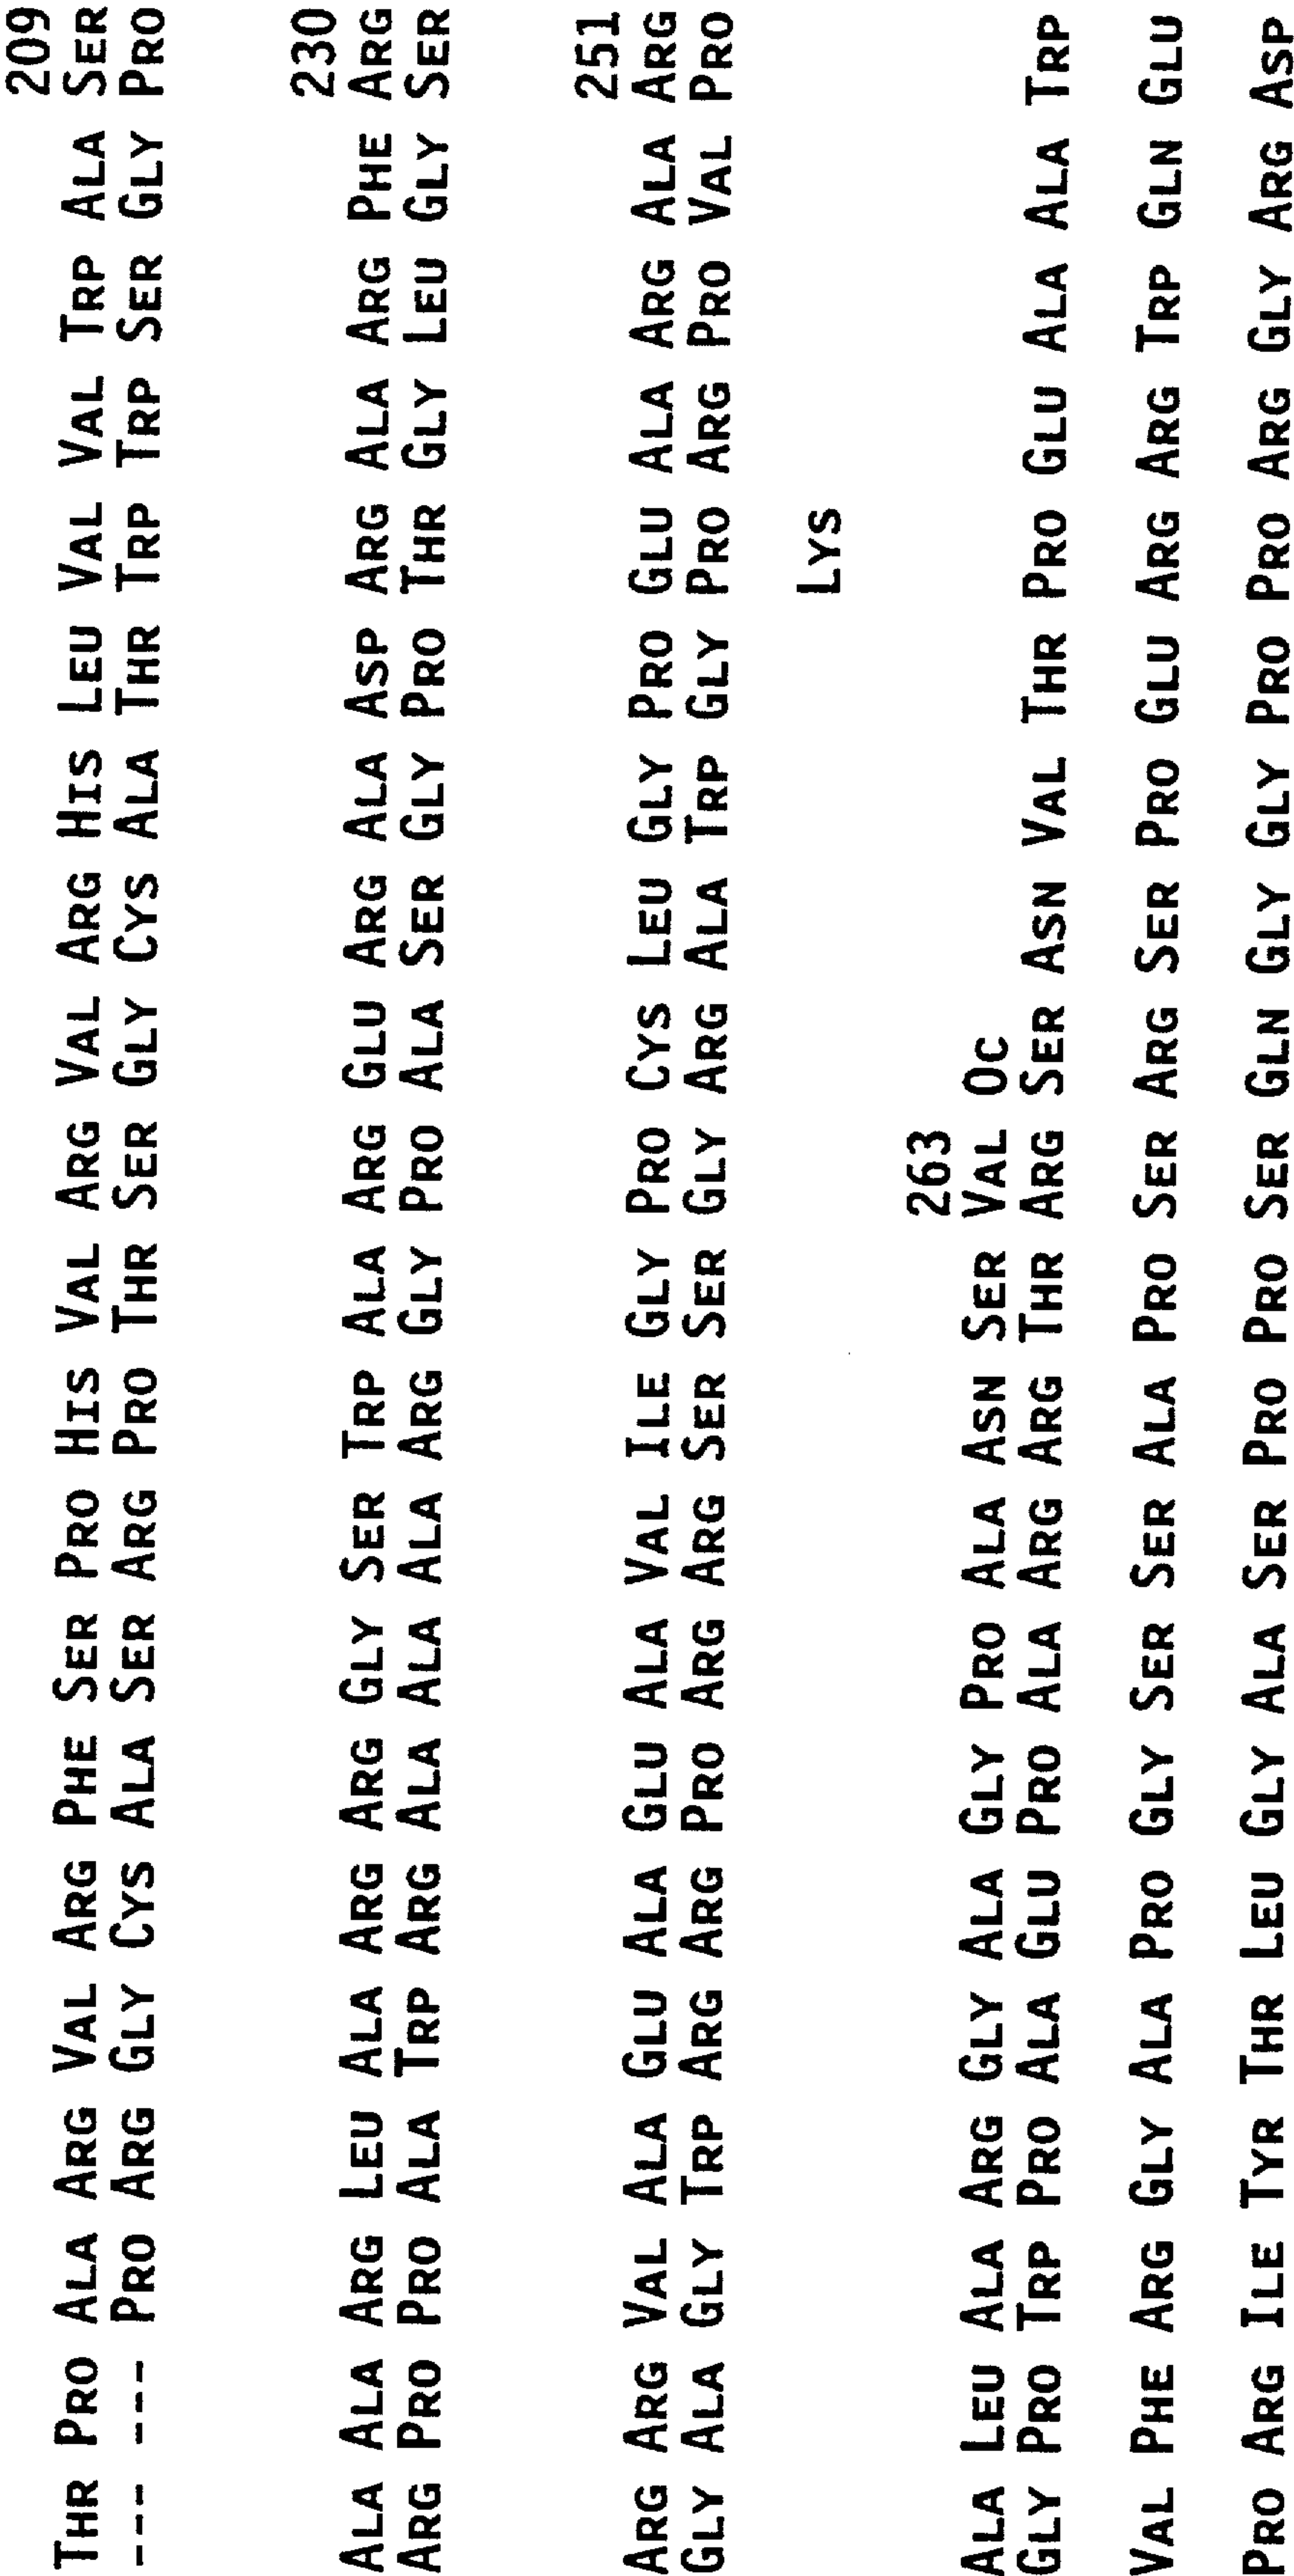 209
THR PRO ALA ARG VAL ARG PHE SER PRO HIS VAL ARG VAL ARG HIS LEU VAL VAL TRP ALA SER
--- --- PRO ARG GLY CYS ALA SER ARG PRO THR SER GLY CYS ALA THR TRP TRP SER GLY PRO
230
ALA ALA ARG LEU ALA ARG ARG GLY SER TRP ALA ARG GLU ARG ALA ASP ARG ALA ARG PHE ARG
ARG PRO PRO ALA TRP ARG ALA ALA ALA ARG GLY PRO ALA SER GLY PRO THR GLY LEU GLY SER
251
ARG ARG VAL ALA GLU ALA GLU ALA VAL ILE GLY PRO CYS LEU GLY PRO GLU ALA ARG ALA ARG
GLY ALA GLY TRP ARG ARG PRO ARG ARG SER SER GLY ARG ALA TRP GLY PRO ARG PRO VAL PRO
LYS
263
ALA LEU ALA ARG GLY ALA GLY PRO ALA ASN SER VAL OC
GLY PRO TRP PRO ALA GLU PRO ALA ARG ARG THR ARG SER ASN VAL THR PRO GLU ALA ALA TRP
VAL PHE ARG GLY ALA PRO GLY SER SER ALA PRO SER ARG SER PRO GLU ARG ARG TRP GLN GLU
PRO ARG ILE TYR THR LEU GLY ALA SER PRO PRO SER GLN GLY GLY PRO PRO ARG GLY ARG ASP